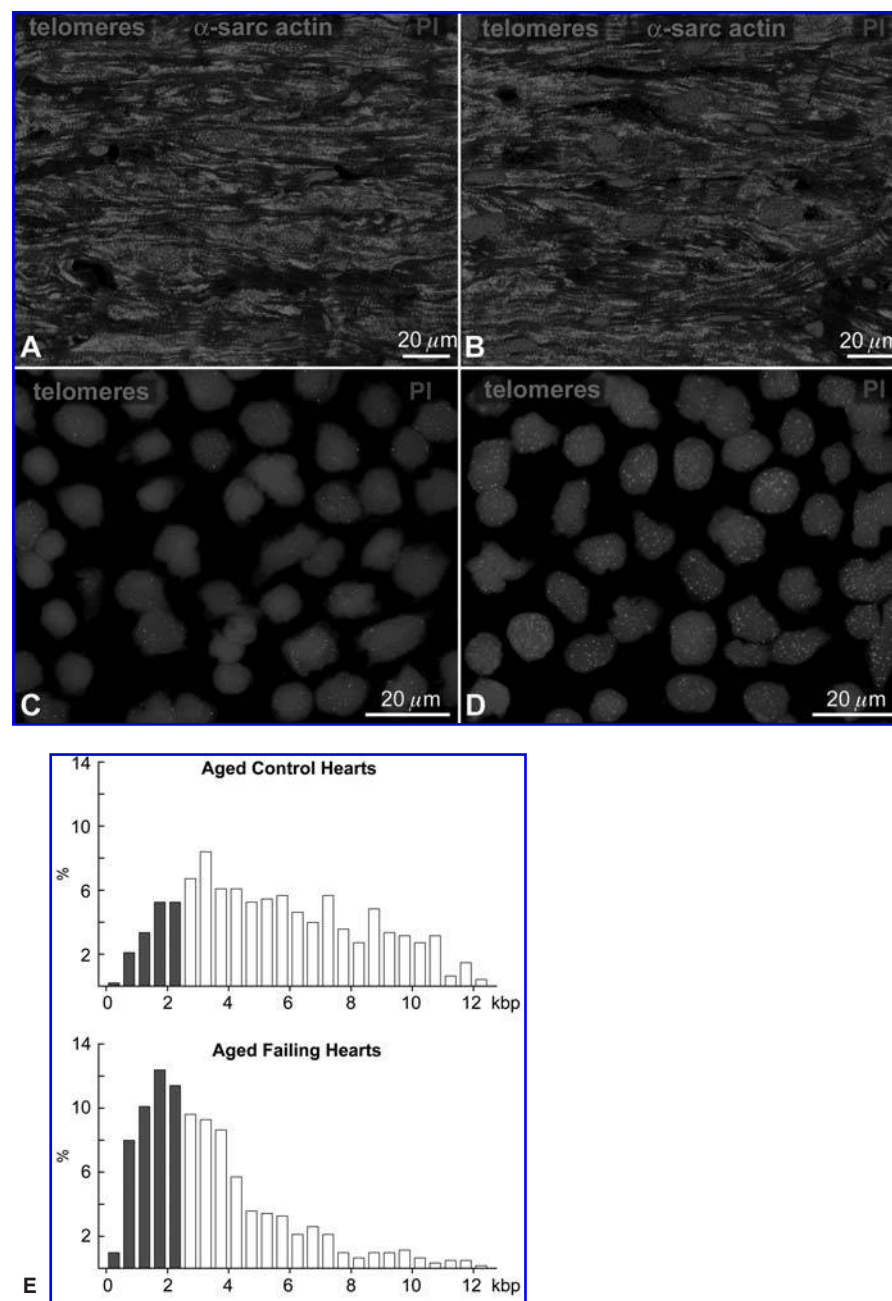 telomeres α-sarc actin PI
telomeres α-sarc actin PI
A 20 μm
B 20 μm
telomeres PI
telomeres PI
C 20 μm
D 20 μm
Aged Control Hearts
14
10
6
2
%
0 2 4 6 8 10 12 kbp
Aged Failing Hearts
14
10
6
2
%
0 2 4 6 8 10 12 kbp
E